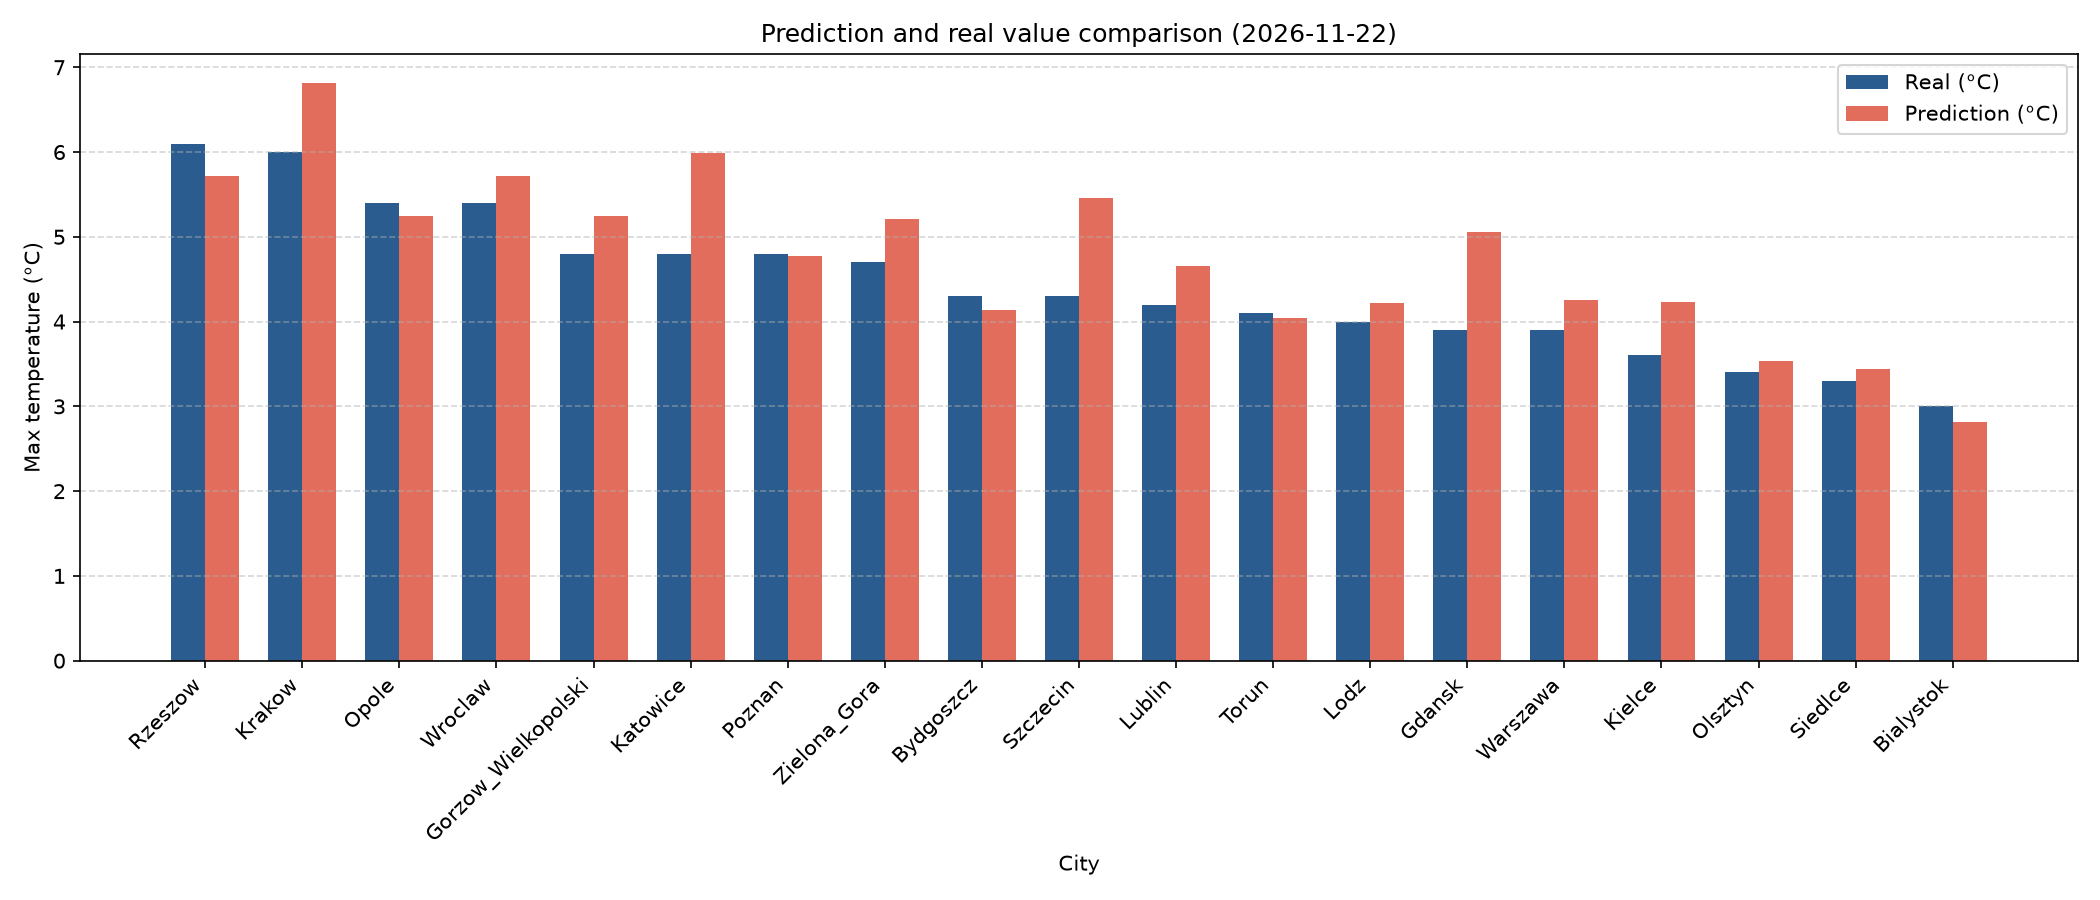 Prediction and real value comparison (2026-11-22)
Real (°C)
Prediction (°C)
Max temperature (°C)
7
6
5
4
3
2
1
0
Rzeszow
Krakow
Opole
Wroclaw
Gorzow_Wielkopolski
Katowice
Poznan
Zielona_Gora
Bydgoszcz
Szczecin
Lublin
Torun
Lodz
Gdansk
Warszawa
Kielce
Olsztyn
Siedlce
Bialystok
City